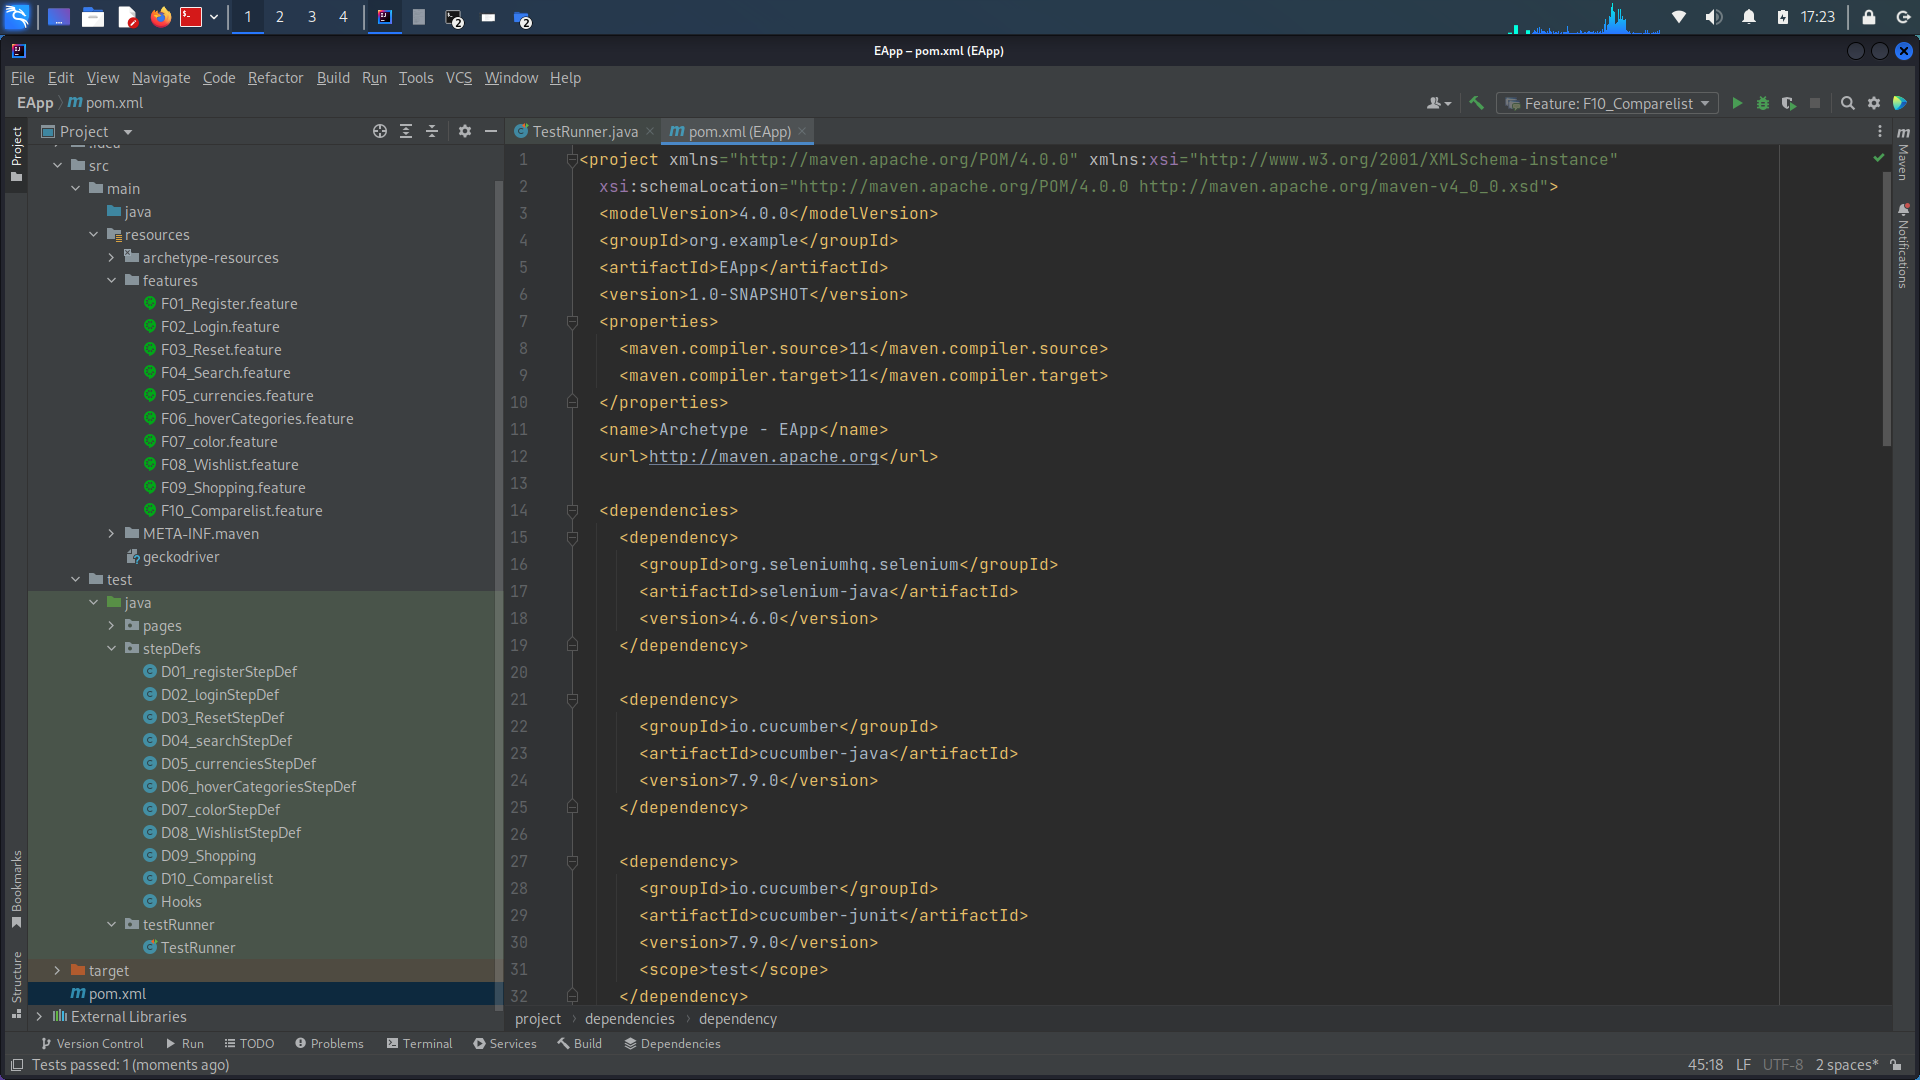 1
2
3
4
2
2
17:23
EApp – pom.xml (EApp)
File Edit View Navigate Code Refactor Build Run Tools VCS Window Help
EApp pom.xml
Feature: F10_Comparelist
Project
TestRunner.java
pom.xml (EApp)
Project
Bookmarks
Structure
Maven
Notifications
src
main
java
resources
archetype-resources
features
F01_Register.feature
F02_Login.feature
F03_Reset.feature
F04_Search.feature
F05_currencies.feature
F06_hoverCategories.feature
F07_color.feature
F08_Wishlist.feature
F09_Shopping.feature
F10_Comparelist.feature
META-INF.maven
geckodriver
test
java
pages
stepDefs
D01_registerStepDef
D02_loginStepDef
D03_ResetStepDef
D04_searchStepDef
D05_currenciesStepDef
D06_hoverCategoriesStepDef
D07_colorStepDef
D08_WishlistStepDef
D09_Shopping
D10_Comparelist
Hooks
testRunner
TestRunner
target
pom.xml
External Libraries
1 <project xmlns="http://maven.apache.org/POM/4.0.0" xmlns:xsi="http://www.w3.org/2001/XMLSchema-instance"
2 xsi:schemaLocation="http://maven.apache.org/POM/4.0.0 http://maven.apache.org/maven-v4_0_0.xsd">
3 <modelVersion>4.0.0</modelVersion>
4 <groupId>org.example</groupId>
5 <artifactId>EApp</artifactId>
6 <version>1.0-SNAPSHOT</version>
7 <properties>
8 <maven.compiler.source>11</maven.compiler.source>
9 <maven.compiler.target>11</maven.compiler.target>
10 </properties>
11 <name>Archetype - EApp</name>
12 <url>http://maven.apache.org</url>
13
14 <dependencies>
15 <dependency>
16 <groupId>org.seleniumhq.selenium</groupId>
17 <artifactId>selenium-java</artifactId>
18 <version>4.6.0</version>
19 </dependency>
20
21 <dependency>
22 <groupId>io.cucumber</groupId>
23 <artifactId>cucumber-java</artifactId>
24 <version>7.9.0</version>
25 </dependency>
26
27 <dependency>
28 <groupId>io.cucumber</groupId>
29 <artifactId>cucumber-junit</artifactId>
30 <version>7.9.0</version>
31 <scope>test</scope>
32 </dependency>
project dependencies dependency
Version Control Run TODO Problems Terminal Services Build Dependencies
Tests passed: 1 (moments ago)
45:18 LF UTF-8 2 spaces*